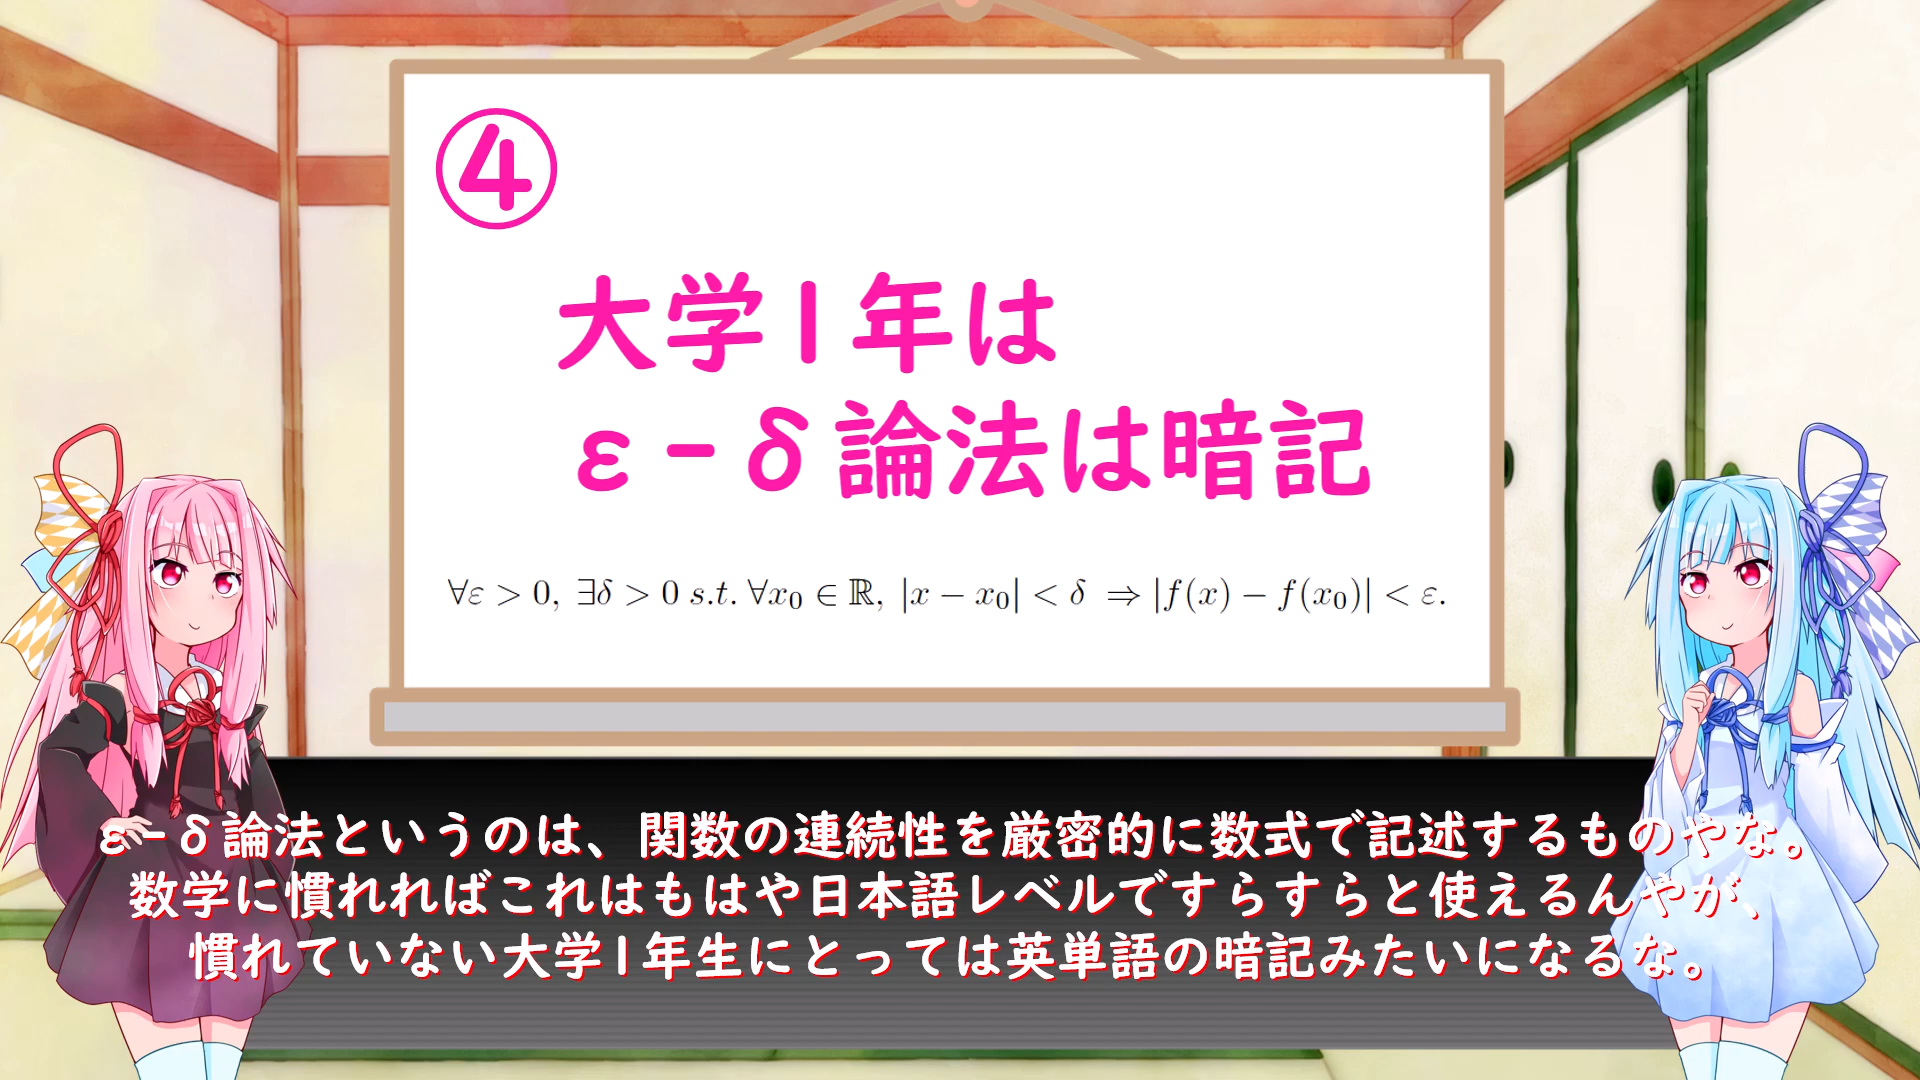 ④
大学1年は
ε-δ論法は暗記
∀ε > 0, ∃δ > 0 s.t. ∀x₀ ∈ ℝ, |x − x₀| < δ ⇒ |f(x) − f(x₀)| < ε.
ε-δ論法というのは、関数の連続性を厳密的に数式で記述するものやな。
数学に慣れればこれはもはや日本語レベルですらすらと使えるんやが、
慣れていない大学1年生にとっては英単語の暗記みたいになるな。